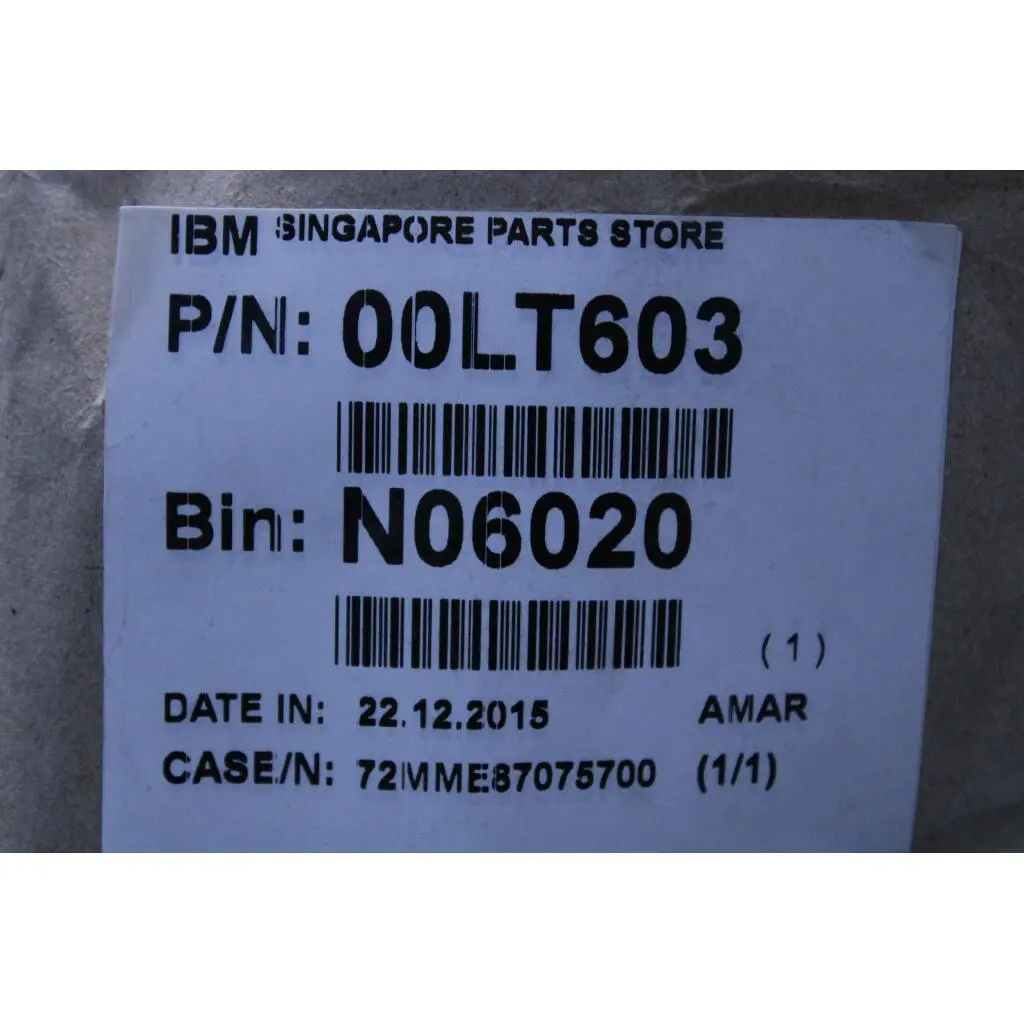 IBM SINGAPORE PARTS STORE
P/N: 00LT603
Bin: N06020
(1)
DATE IN: 22.12.2015 AMAR
CASE/N: 72MME87075700 (1/1)